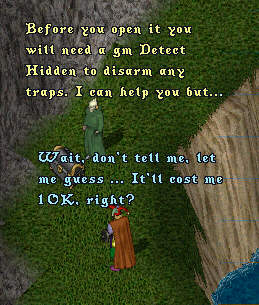 Before you open it you
will need a gm Detect
Hidden to disarm any
traps. I can help you but...
Wait, don't tell me, let
me guess ... It'll cost me
10K, right?